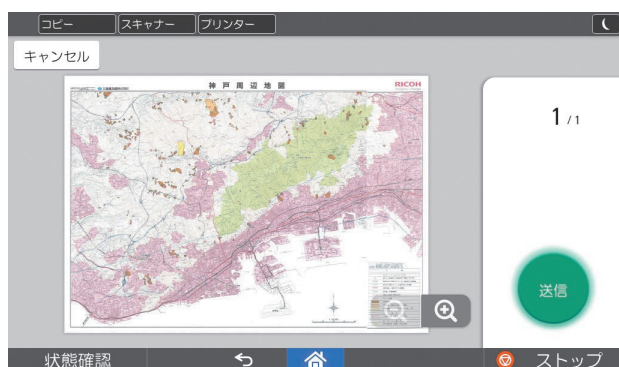 コピー
スキャナー
プリンター
キャンセル
神戸周辺地図
RICOH
1 / 1
送信
状態確認
ストップ